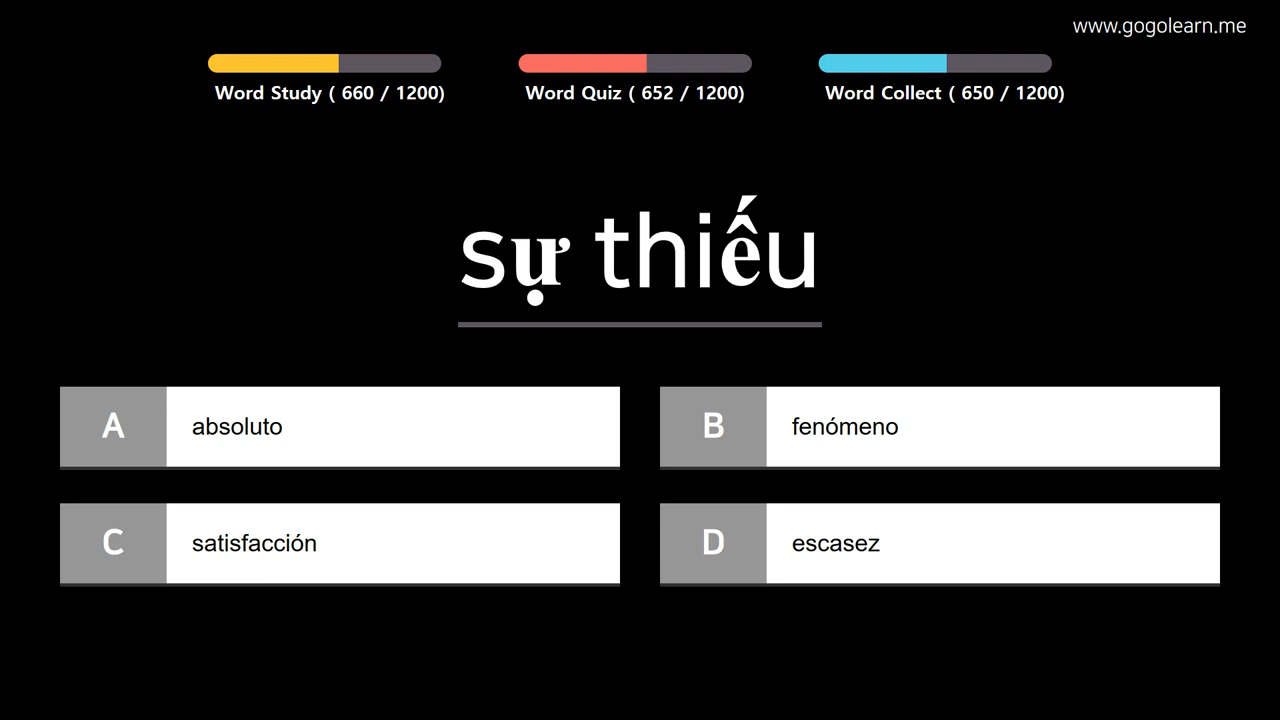 www.gogolearn.me
Word Study ( 660 / 1200)
Word Quiz ( 652 / 1200)
Word Collect ( 650 / 1200)
sự thiếu
A
absoluto
B
fenómeno
C
satisfacción
D
escasez